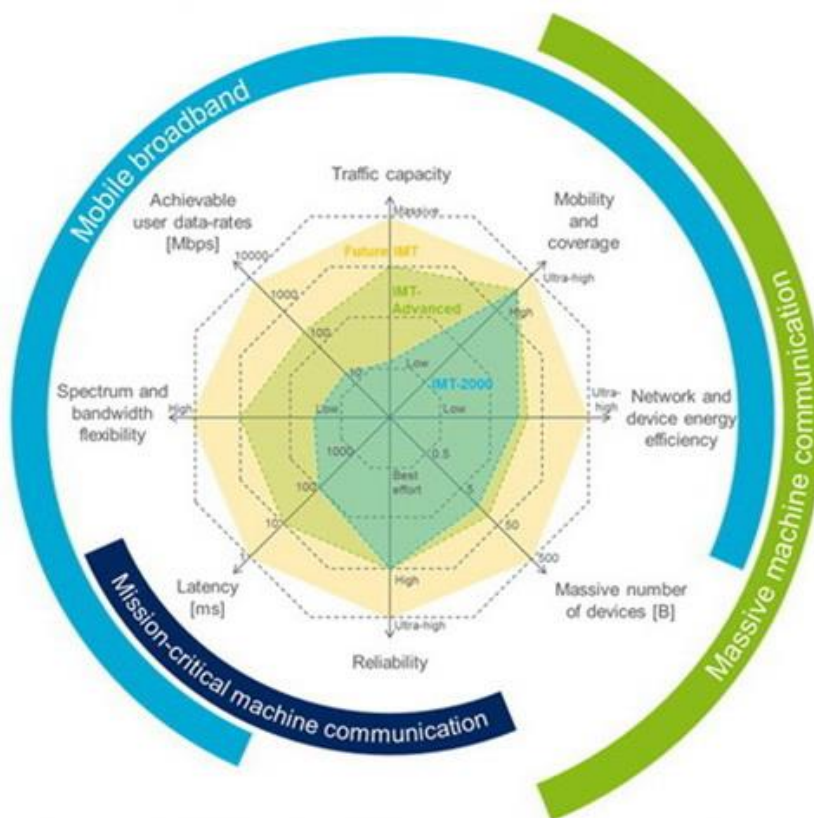 Mobile broadband
Massive machine communication
Mission-critical machine communication
Traffic capacity
Achievable
user data-rates
[Mbps]
Mobility
and
coverage
Massive
10000
Ultra-high
Future IMT
1000
IMT-
Advanced
High
100
10
Low
IMT-2000
Spectrum and
bandwidth
flexibility
High
Low
Low
Ultra-
high
Network and
device energy
efficiency
1000
0.5
Best
effort
100
5
10
50
1
High
500
Latency
[ms]
Massive number
of devices [B]
Ultra-high
Reliability